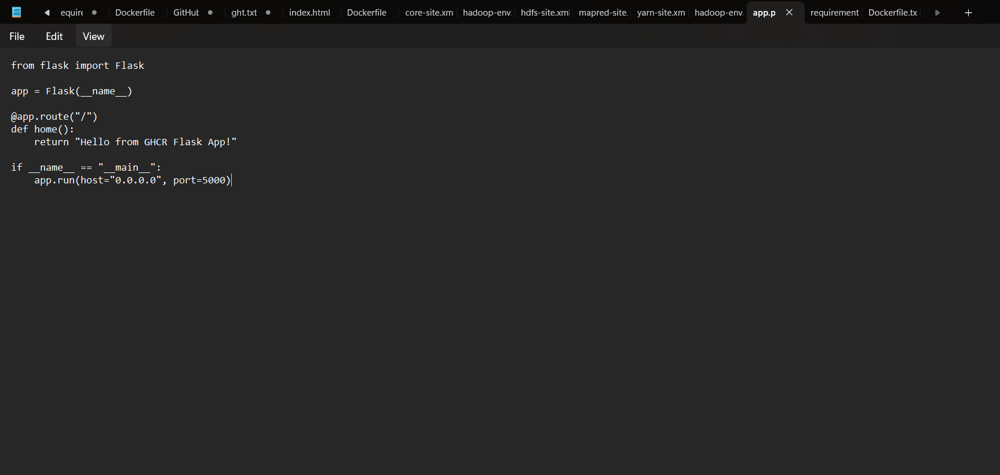 equire Dockerfile GitHub ght.txt index.html Dockerfile core-site.xm hadoop-env. hdfs-site.xml mapred-site. yarn-site.xm hadoop-env. app.p requirement Dockerfile.tx
File Edit View
from flask import Flask
app = Flask(__name__)
@app.route("/")
def home():
    return "Hello from GHCR Flask App!"
if __name__ == "__main__":
    app.run(host="0.0.0.0", port=5000)